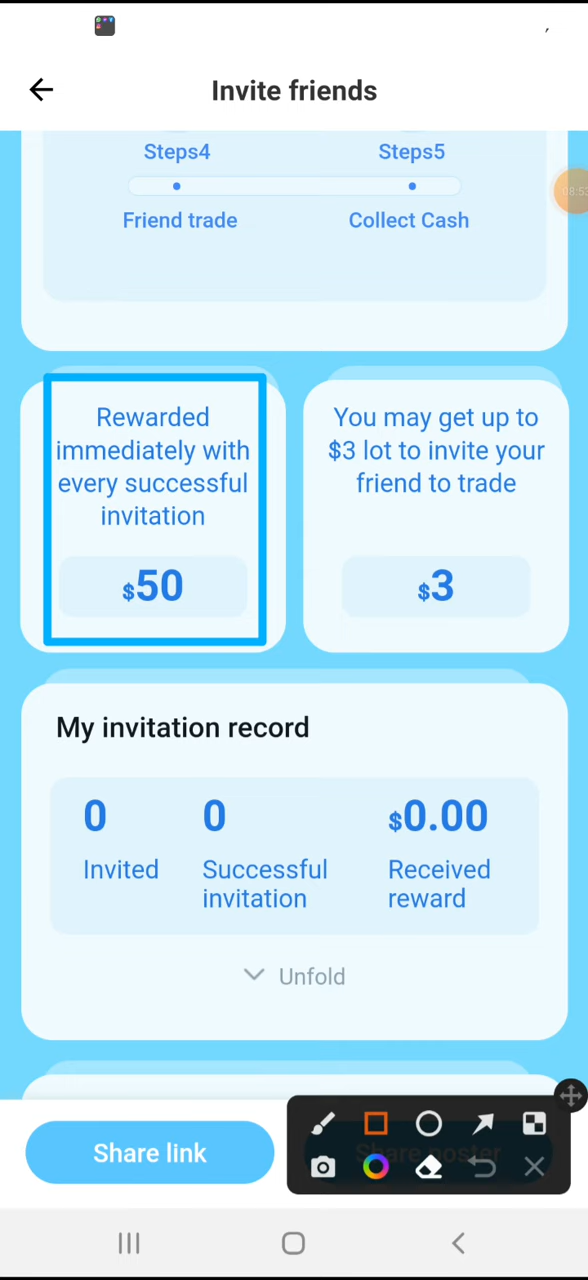 Invite friends
Steps4
Steps5
Friend trade
Collect Cash
Rewarded
immediately with
every successful
invitation
$50
You may get up to
$3 lot to invite your
friend to trade
$3
My invitation record
0
0
$0.00
Invited
Successful
invitation
Received
reward
Unfold
Share link